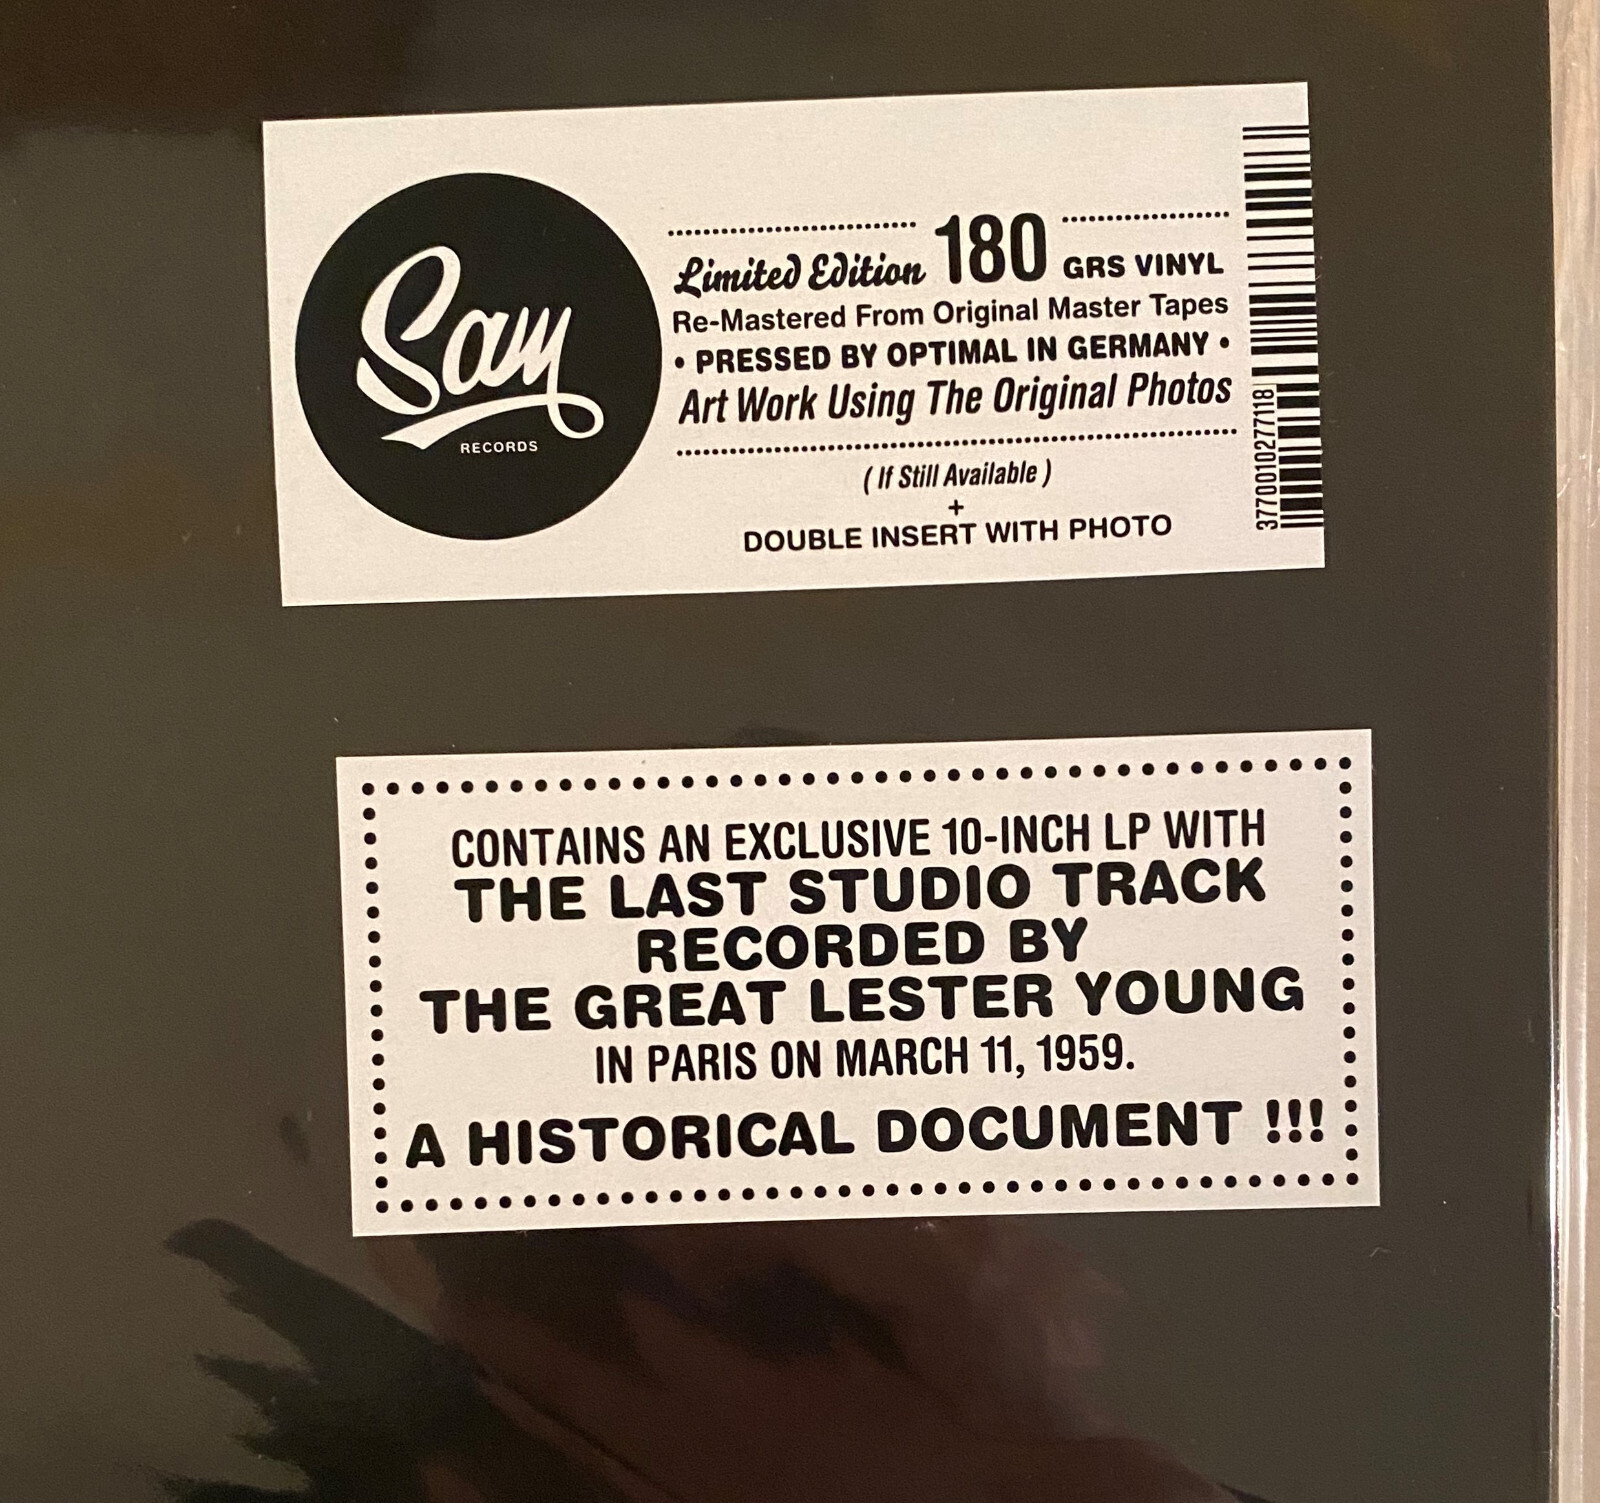 Sam
RECORDS
Limited Edition 180 GRS VINYL
Re-Mastered From Original Master Tapes
• PRESSED BY OPTIMAL IN GERMANY •
Art Work Using The Original Photos
( If Still Available )
+
DOUBLE INSERT WITH PHOTO
3770010277118
CONTAINS AN EXCLUSIVE 10-INCH LP WITH
THE LAST STUDIO TRACK
RECORDED BY
THE GREAT LESTER YOUNG
IN PARIS ON MARCH 11, 1959.
A HISTORICAL DOCUMENT !!!